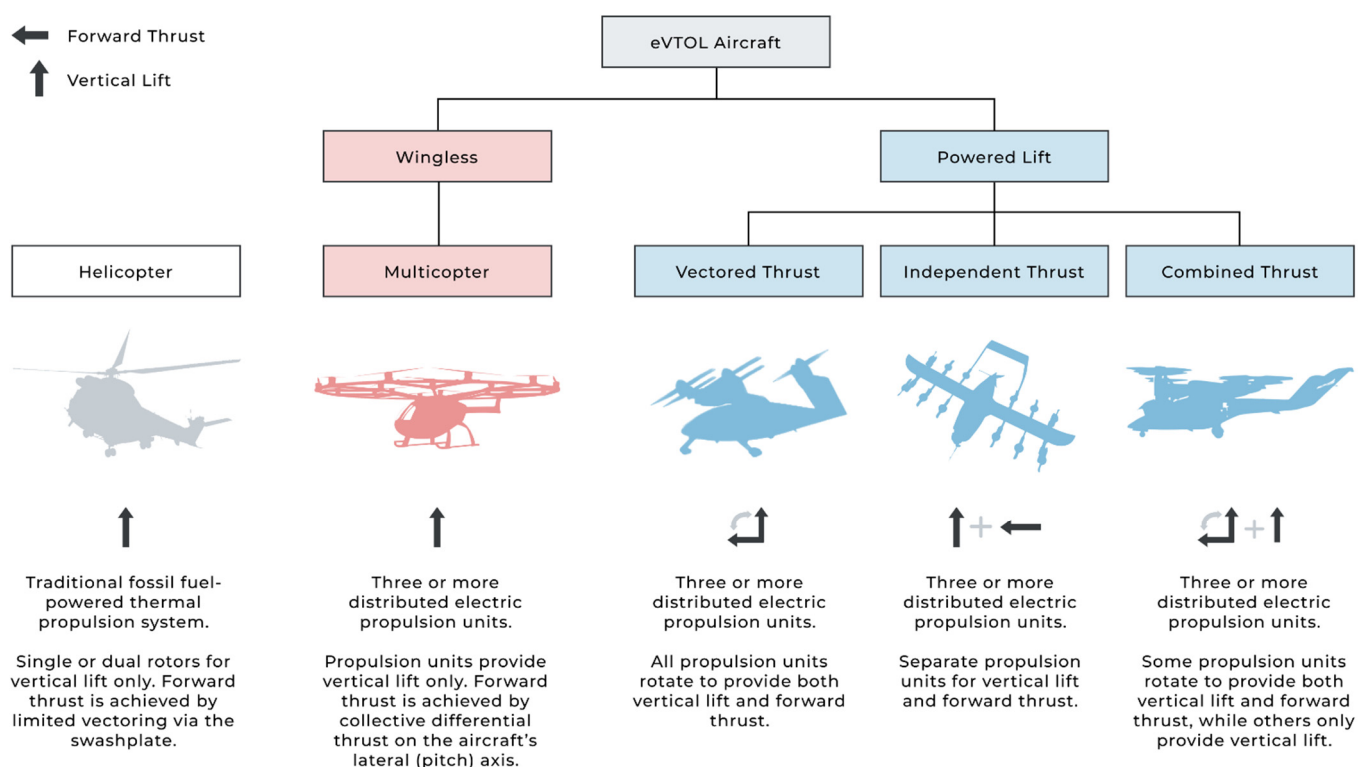 Forward Thrust
Vertical Lift
eVTOL Aircraft
Wingless
Powered Lift
Helicopter
Multicopter
Vectored Thrust
Independent Thrust
Combined Thrust
Traditional fossil fuel-
powered thermal
propulsion system.
Single or dual rotors for
vertical lift only. Forward
thrust is achieved by
limited vectoring via the
swashplate.
Three or more
distributed electric
propulsion units.
Propulsion units provide
vertical lift only. Forward
thrust is achieved by
collective differential
thrust on the aircraft's
lateral (pitch) axis.
Three or more
distributed electric
propulsion units.
All propulsion units
rotate to provide both
vertical lift and forward
thrust.
Three or more
distributed electric
propulsion units.
Separate propulsion
units for vertical lift
and forward thrust.
Three or more
distributed electric
propulsion units.
Some propulsion units
rotate to provide both
vertical lift and forward
thrust, while others only
provide vertical lift.